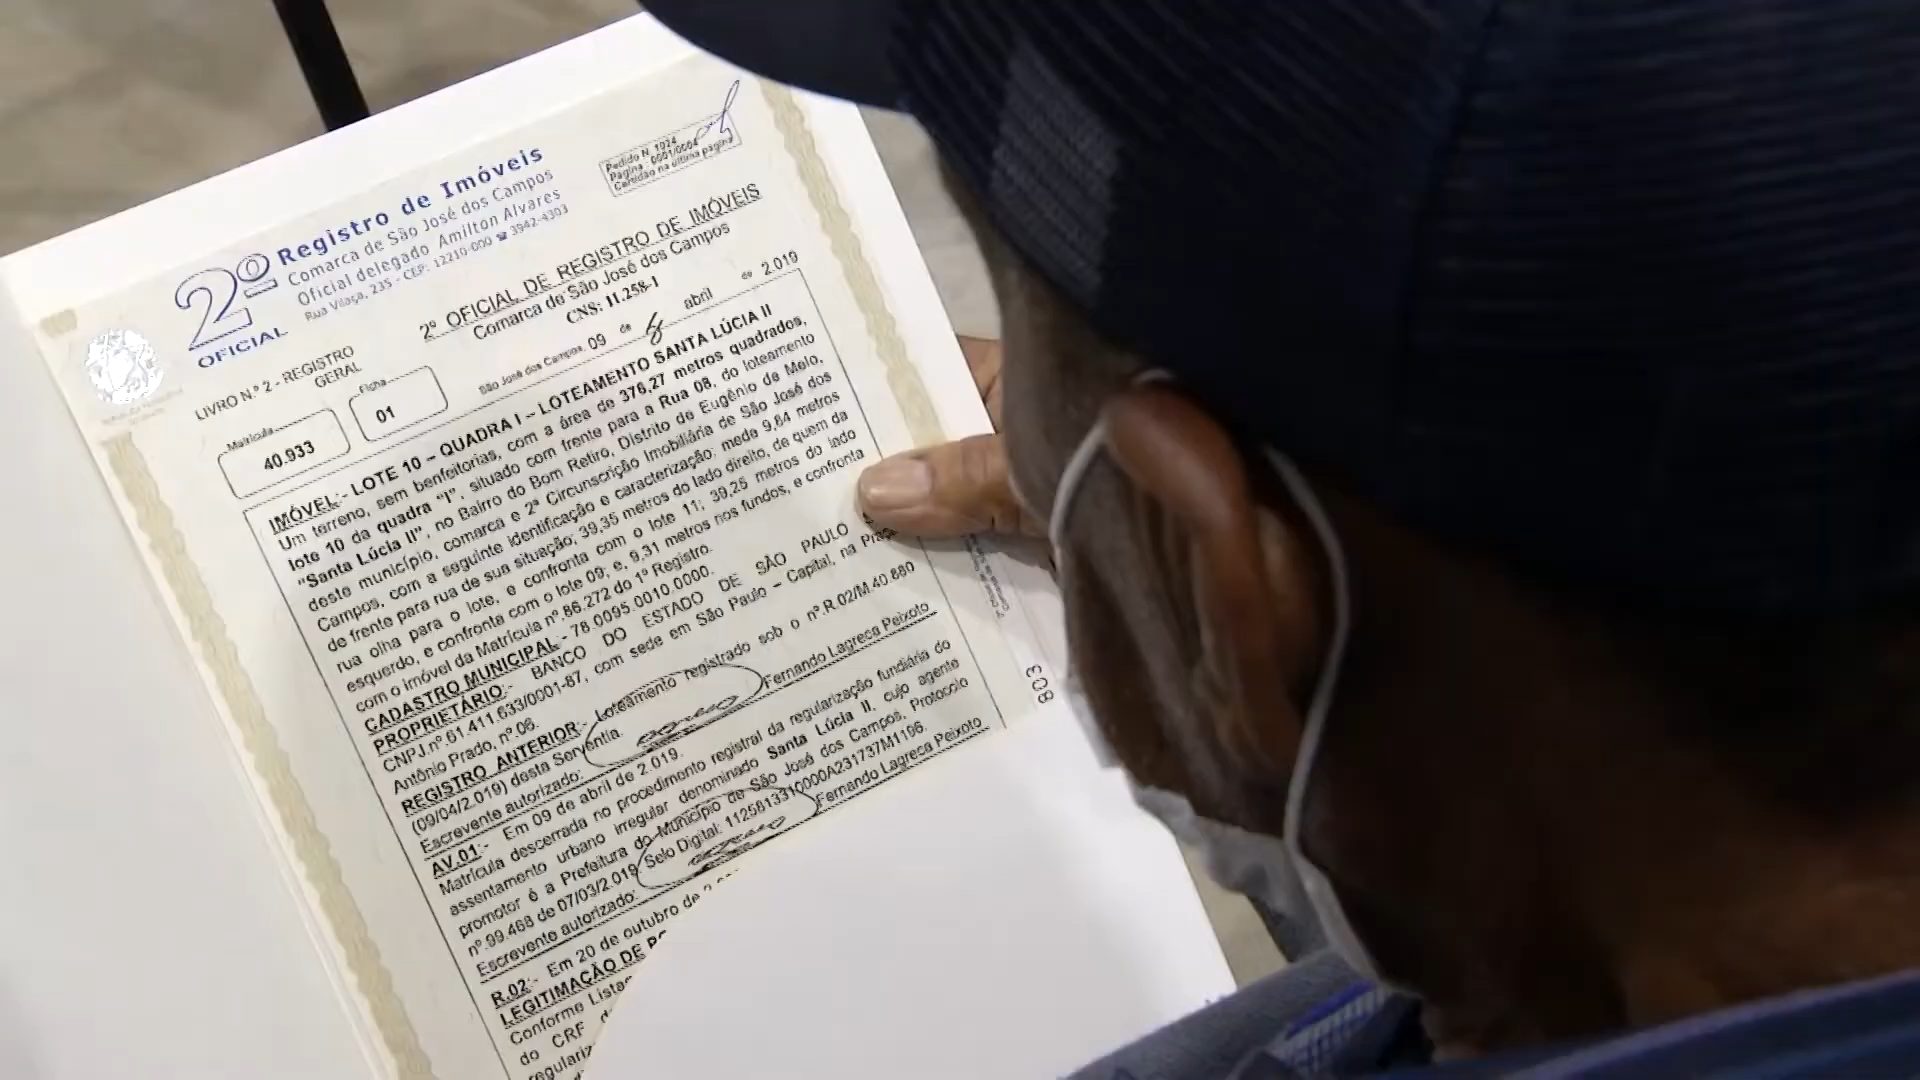 2º
OFICIAL
Registro de Imóveis
Comarca de São José dos Campos
Oficial delegado Amilton Alvares
Rua Vilaça, 235 - CEP: 12210-000 ☎ 3942-4303
Pedido N. 1924
Página : 0001/0004
Certidão na última página
2º OFICIAL DE REGISTRO DE IMÓVEIS
Comarca de São José dos Campos
CNS: 11.258-1
LIVRO N.º 2 - REGISTRO
GERAL
São José dos Campos, 09 de abril de 2.019
Matrícula
40.933
Ficha
01
IMÓVEL:- LOTE 10 – QUADRA I – LOTEAMENTO SANTA LÚCIA II
Um terreno, sem benfeitorias, com a área de 376,27 metros quadrados,
lote 10 da quadra "I", situado com frente para a Rua 08, do loteamento
"Santa Lúcia II", no Bairro do Bom Retiro, Distrito de Eugênio de Melo,
deste município, comarca e 2ª Circunscrição Imobiliária de São José dos
Campos, com a seguinte identificação e caracterização: mede 9,64 metros
de frente para rua de sua situação; 39,35 metros do lado direito, de quem da
rua olha para o lote, e confronta com o lote 11; 39,25 metros do lado
esquerdo, e confronta com o lote 09; e, 9,31 metros nos fundos, e confronta
com o imóvel da Matrícula nº.86.272 do 1º Registro.
CADASTRO MUNICIPAL:- 78.0095.0010.0000.
PROPRIETÁRIO:- BANCO DO ESTADO DE SÃO PAULO
CNPJ.nº.61.411.633/0001-87, com sede em São Paulo – Capital, na Praça
Antônio Prado, nº.06.
REGISTRO ANTERIOR:- Loteamento registrado sob o nº.R.02/M.40.880
(09/04/2.019) desta Serventia.
Escrevente autorizado: Fernando Lagreca Peixoto
AV.01:- Em 09 de abril de 2.019.
Matrícula descerrada no procedimento registral da regularização fundiária do
assentamento urbano irregular denominado Santa Lúcia II, cujo agente
promotor é a Prefeitura do Município de São José dos Campos, Protocolo
nº.99.468 de 07/03/2.019. Selo Digital: 1125813310000A231737M1196.
Escrevente autorizado: Fernando Lagreca Peixoto
R.02:- Em 20 de outubro de
LEGITIMAÇÃO DE
Conforme
do CRF
803